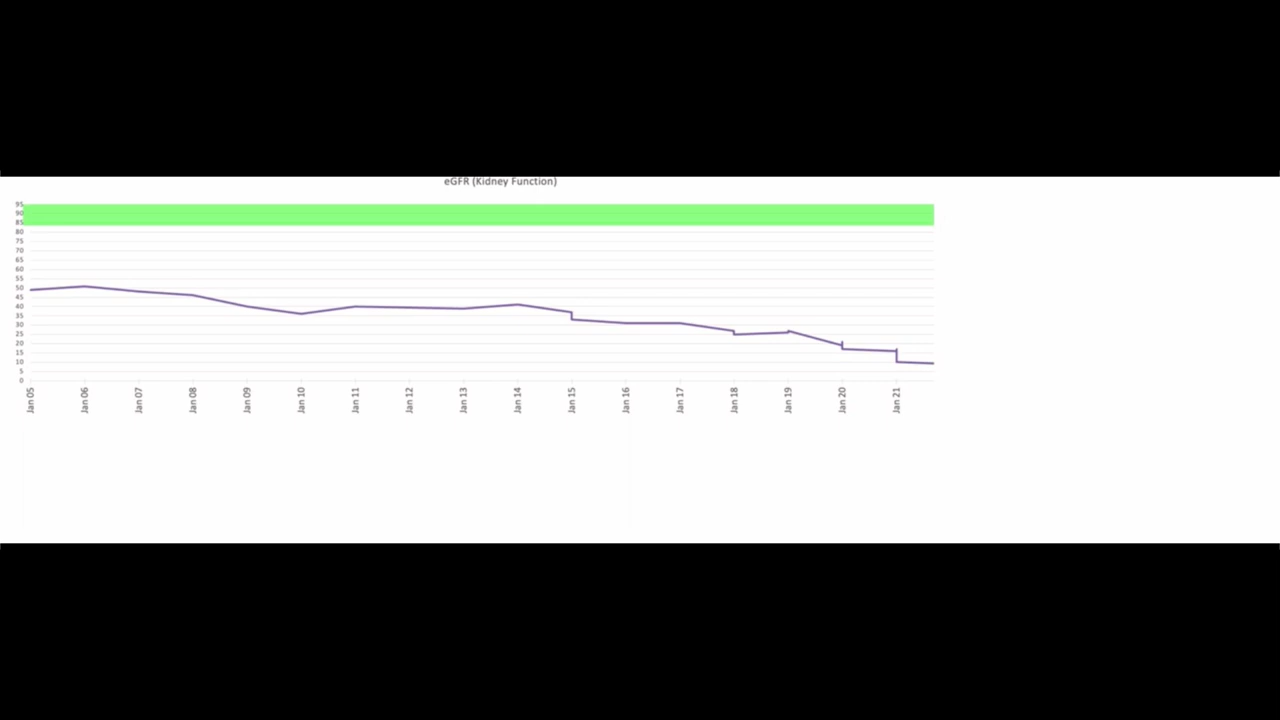 eGFR (Kidney Function)
95
90
85
80
75
70
65
60
55
50
45
40
35
30
25
20
15
10
5
0
Jan 05
Jan 06
Jan 07
Jan 08
Jan 09
Jan 10
Jan 11
Jan 12
Jan 13
Jan 14
Jan 15
Jan 16
Jan 17
Jan 18
Jan 19
Jan 20
Jan 21